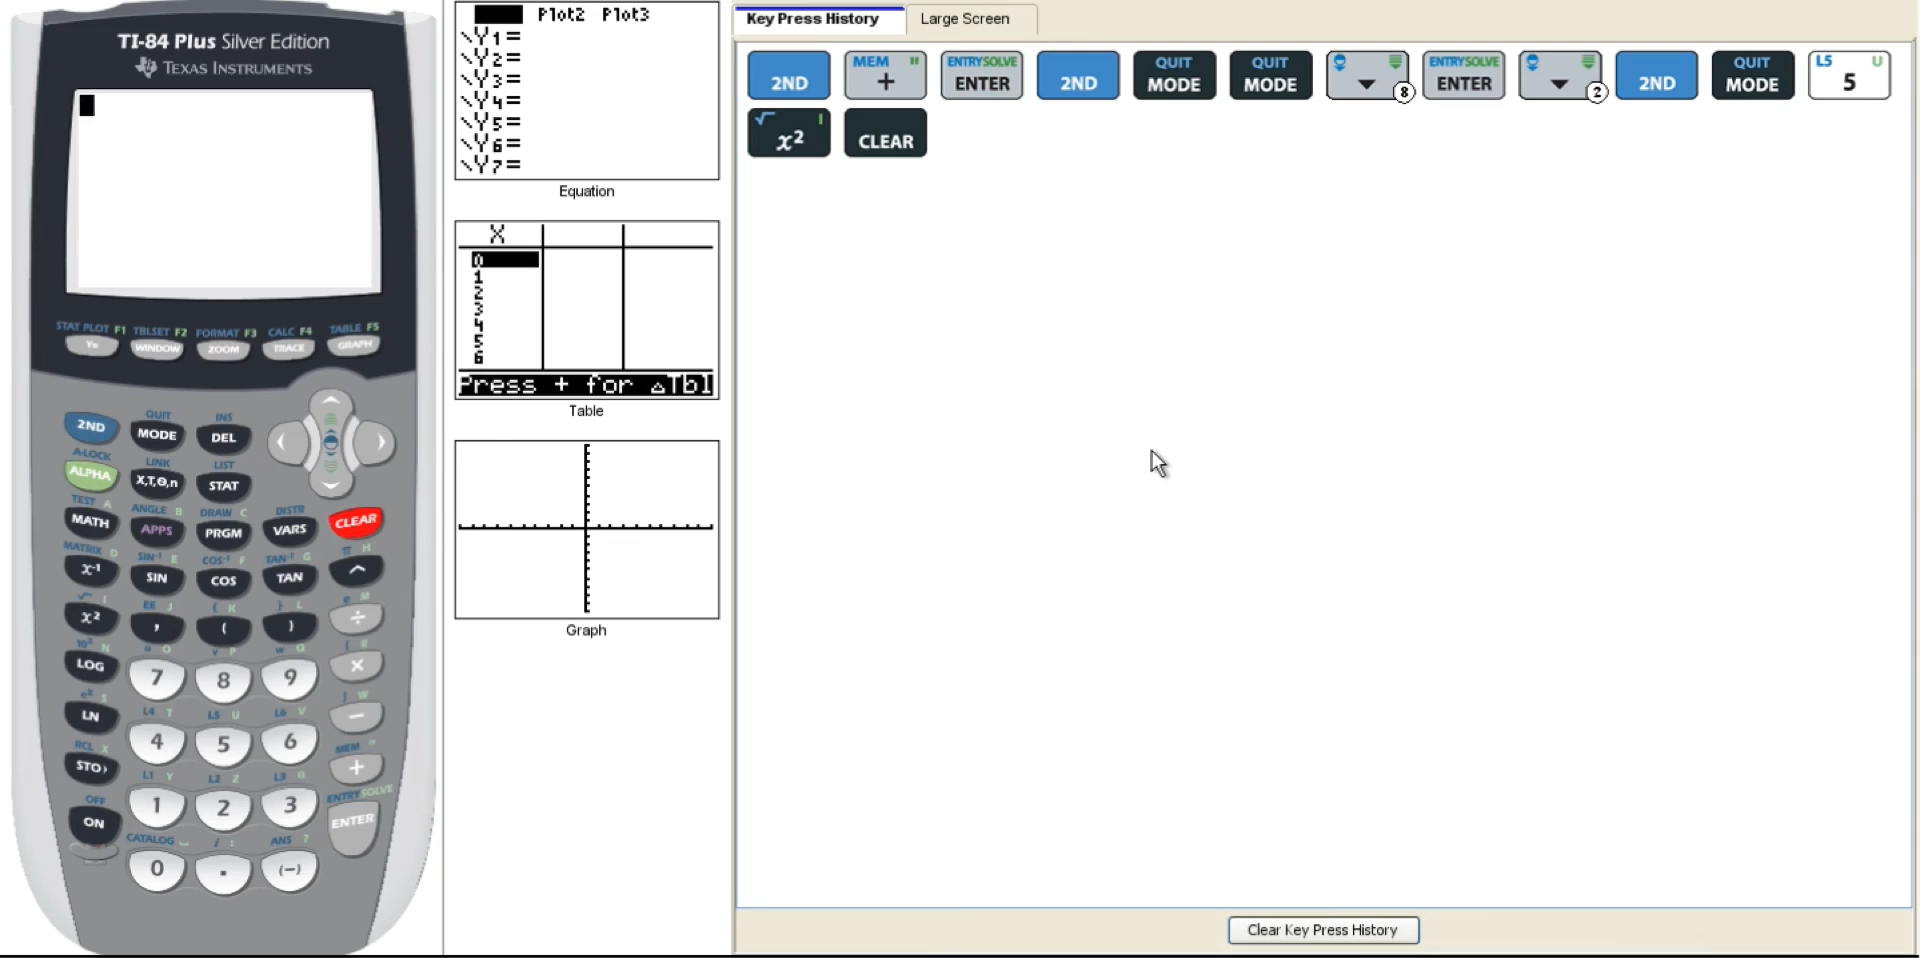 TI-84 Plus Silver Edition
TEXAS INSTRUMENTS
STAT PLOT F1 TBLSET F2 FORMAT F3 CALC F4 TABLE F5
Y= WINDOW ZOOM TRACE GRAPH
QUIT INS
2ND MODE DEL
A-LOCK LINK LIST
ALPHA X,T,Θ,n STAT
TEST A ANGLE B DRAW C DISTR
MATH APPS PRGM VARS CLEAR
MATRIX D SIN⁻¹ E COS⁻¹ F TAN⁻¹ G π H
x⁻¹ SIN COS TAN ^
√ I EE J { K } L e M
x² , ( ) ÷
10ˣ N u O v P w Q [ R
LOG 7 8 9 ×
eˣ S L4 T L5 U L6 V ] W
LN 4 5 6 −
RCL X L1 Y L2 Z L3 θ MEM "
STO› 1 2 3 +
OFF CATALOG i : ANS ? ENTRY SOLVE
ON 0 . (−) ENTER
Plot2 Plot3
\Y1=
\Y2=
\Y3=
\Y4=
\Y5=
\Y6=
\Y7=
Equation
X
0
1
2
3
4
5
6
Press + for △Tbl
Table
Graph
Key Press History Large Screen
2ND MEM " + ENTRY SOLVE ENTER 2ND QUIT MODE QUIT MODE 8 ENTRY SOLVE ENTER 2 2ND QUIT MODE L5 U 5
√ I x² CLEAR
Clear Key Press History